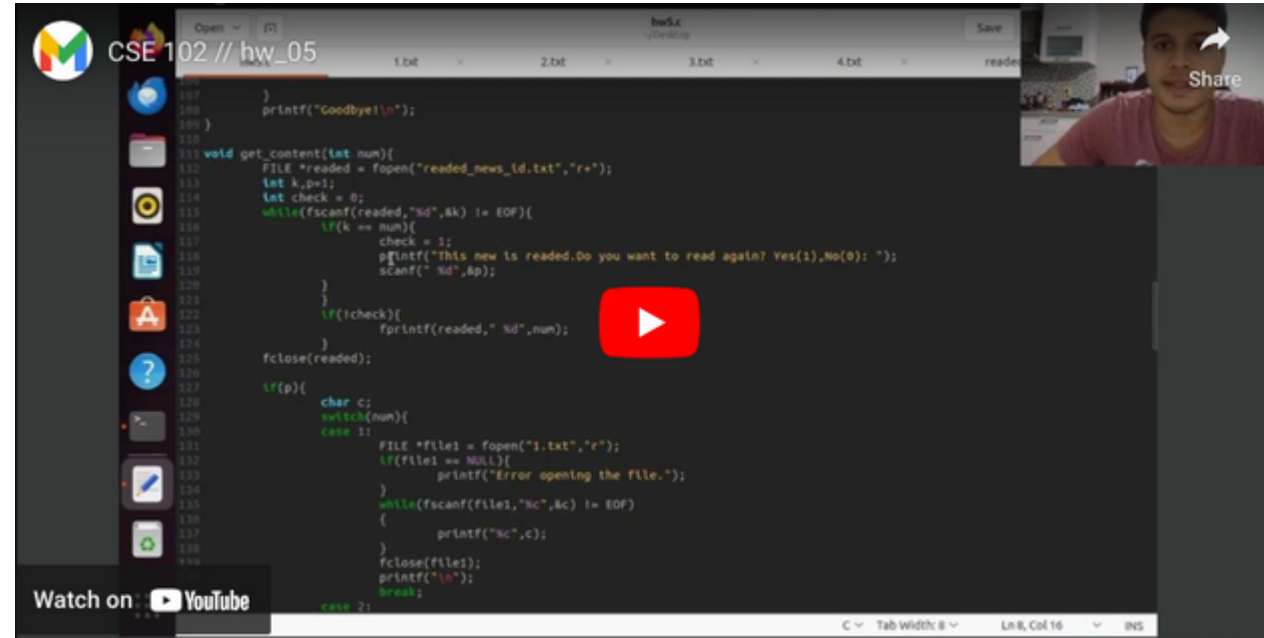 Open
hw5.c
~/Desktop
Save
CSE 102 // hw_05
Share
1.txt
2.txt
3.txt
4.txt
readed
106
107 }
108 printf("Goodbye!\n");
109 }
110
111 void get_content(int num){
112 FILE *readed = fopen("readed_news_id.txt","r+");
113 int k,p=1;
114 int check = 0;
115 while(fscanf(readed,"%d",&k) != EOF){
116 if(k == num){
117 check = 1;
118 printf("This new is readed.Do you want to read again? Yes(1),No(0): ");
119 scanf(" %d",&p);
120 }
121 }
122 if(!check){
123 fprintf(readed," %d",num);
124 }
125 fclose(readed);
126
127 if(p){
128 char c;
129 switch(num){
130 case 1:
131 FILE *file1 = fopen("1.txt","r");
132 if(file1 == NULL){
133 printf("Error opening the file.");
134 }
135 while(fscanf(file1,"%c",&c) != EOF)
136 {
137 printf("%c",c);
138 }
139 fclose(file1);
printf("\n");
break;
case 2:
Watch on YouTube
C
Tab Width: 8
Ln 8, Col 16
INS